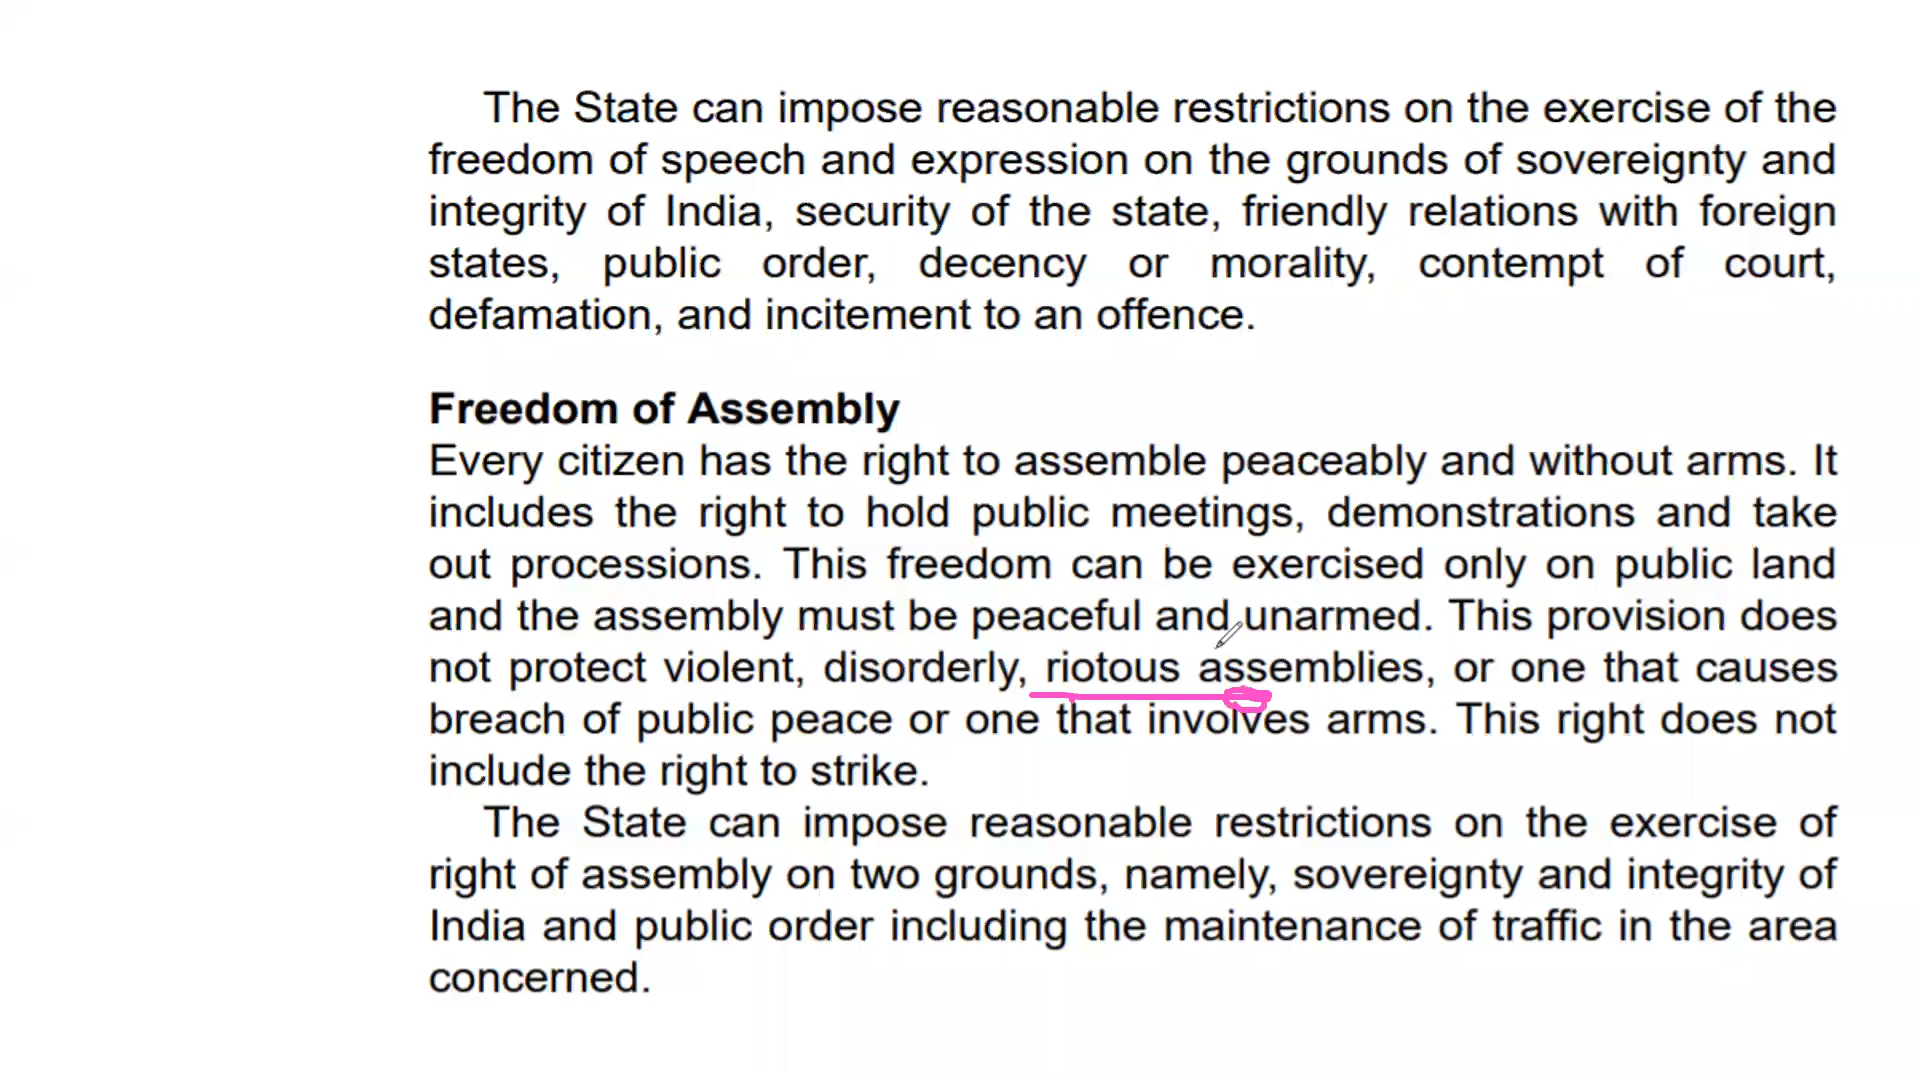 The State can impose reasonable restrictions on the exercise of the
freedom of speech and expression on the grounds of sovereignty and
integrity of India, security of the state, friendly relations with foreign
states, public order, decency or morality, contempt of court,
defamation, and incitement to an offence.
Freedom of Assembly
Every citizen has the right to assemble peaceably and without arms. It
includes the right to hold public meetings, demonstrations and take
out processions. This freedom can be exercised only on public land
and the assembly must be peaceful and unarmed. This provision does
not protect violent, disorderly, riotous assemblies, or one that causes
breach of public peace or one that involves arms. This right does not
include the right to strike.
The State can impose reasonable restrictions on the exercise of
right of assembly on two grounds, namely, sovereignty and integrity of
India and public order including the maintenance of traffic in the area
concerned.